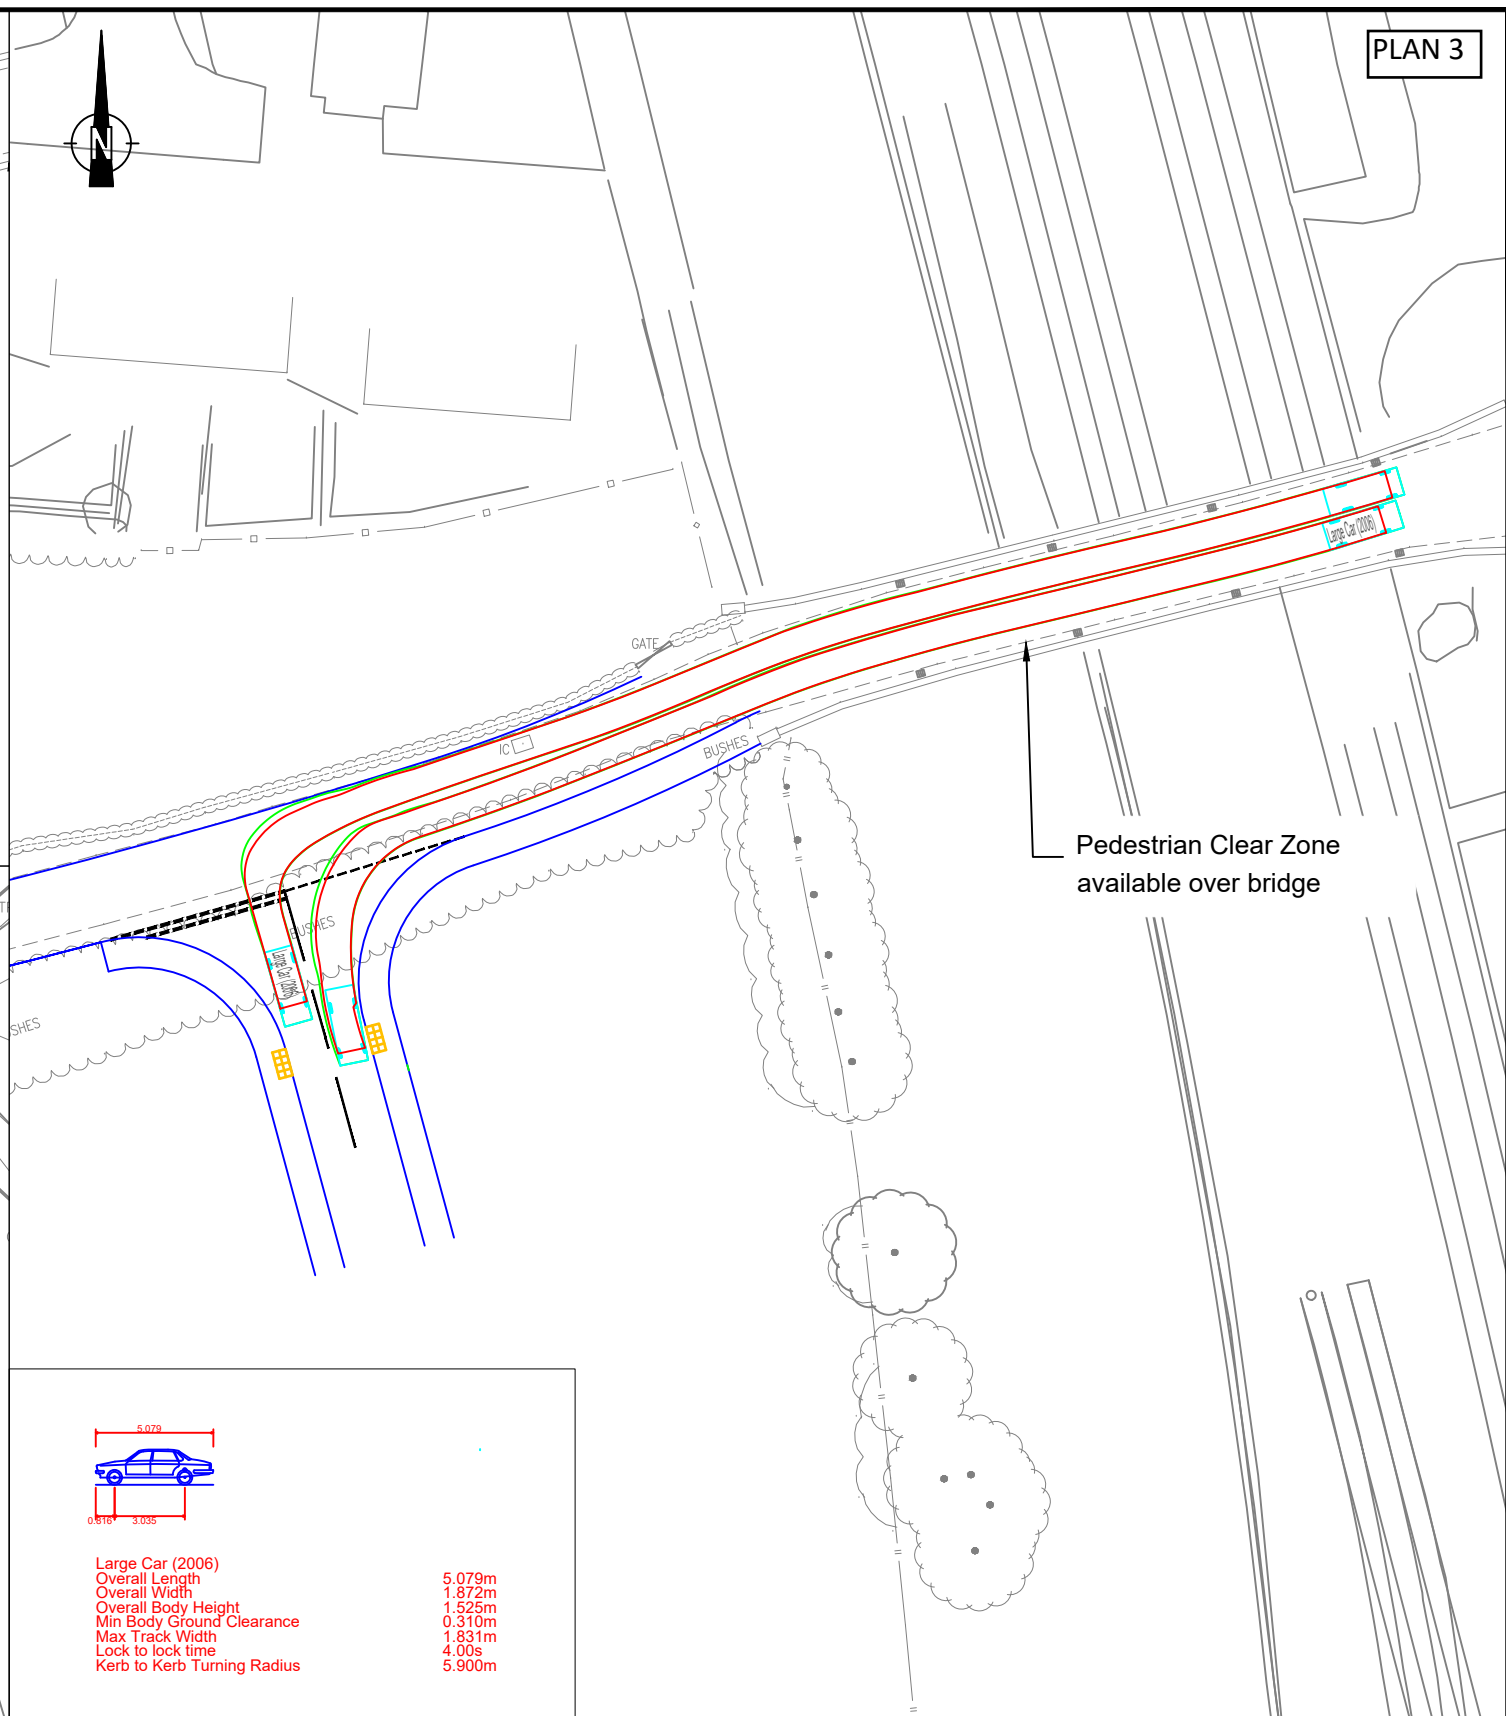 PLAN 3
N
GATE
IC
BUSHES
Large Car (2006)
Pedestrian Clear Zone
available over bridge
BUSHES
Large Car (2006)
SHES
5.079
0.816
3.035
Large Car (2006)
Overall Length 5.079m
Overall Width 1.872m
Overall Body Height 1.525m
Min Body Ground Clearance 0.310m
Max Track Width 1.831m
Lock to lock time 4.00s
Kerb to Kerb Turning Radius 5.900m